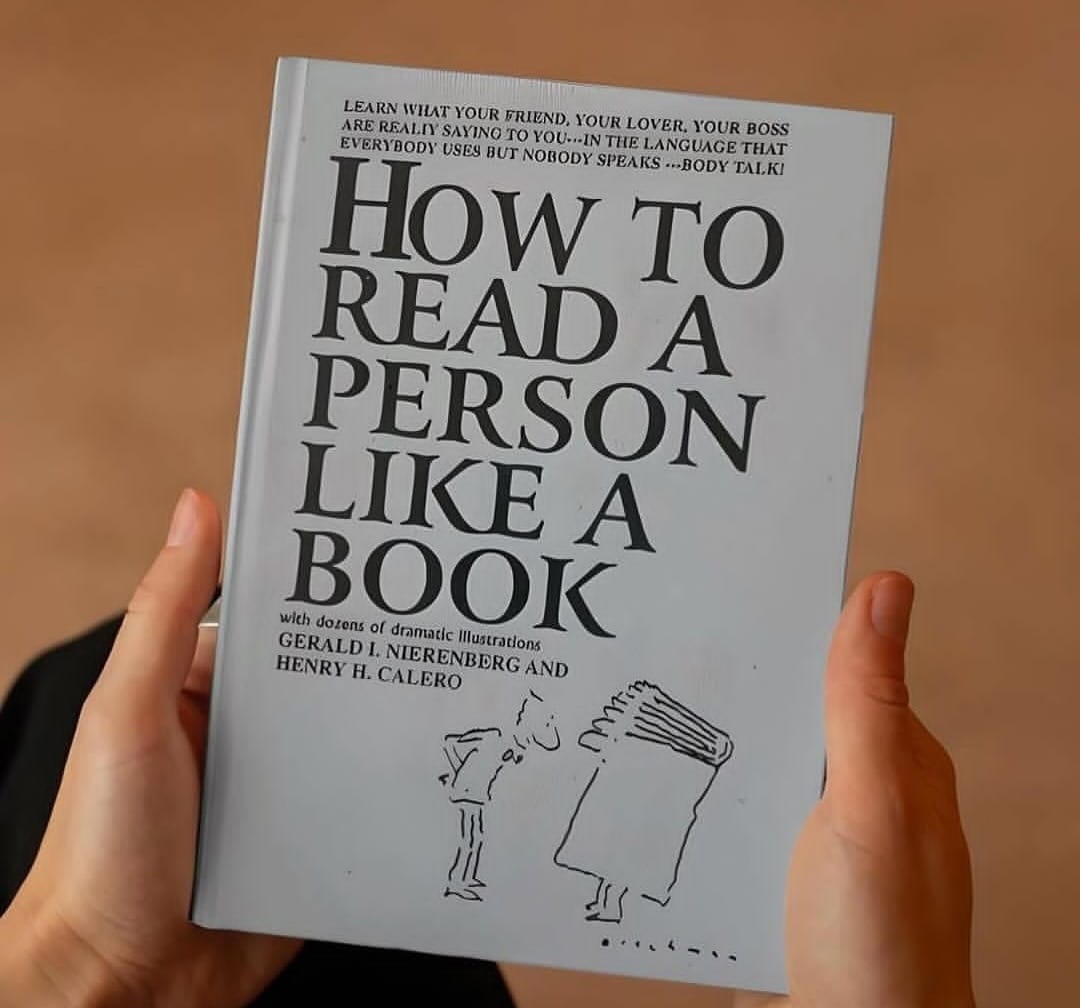 LEARN WHAT YOUR FRIEND, YOUR LOVER, YOUR BOSS
ARE REALIY SAYING TO YOU---IN THE LANGUAGE THAT
EVERYBODY USES BUT NOBODY SPEAKS ---BODY TALK!
HOW TO
READ A
PERSON
LIKE A
BOOK
with dozens of dramatic illustrations
GERALD I. NIERENBERG AND
HENRY H. CALERO